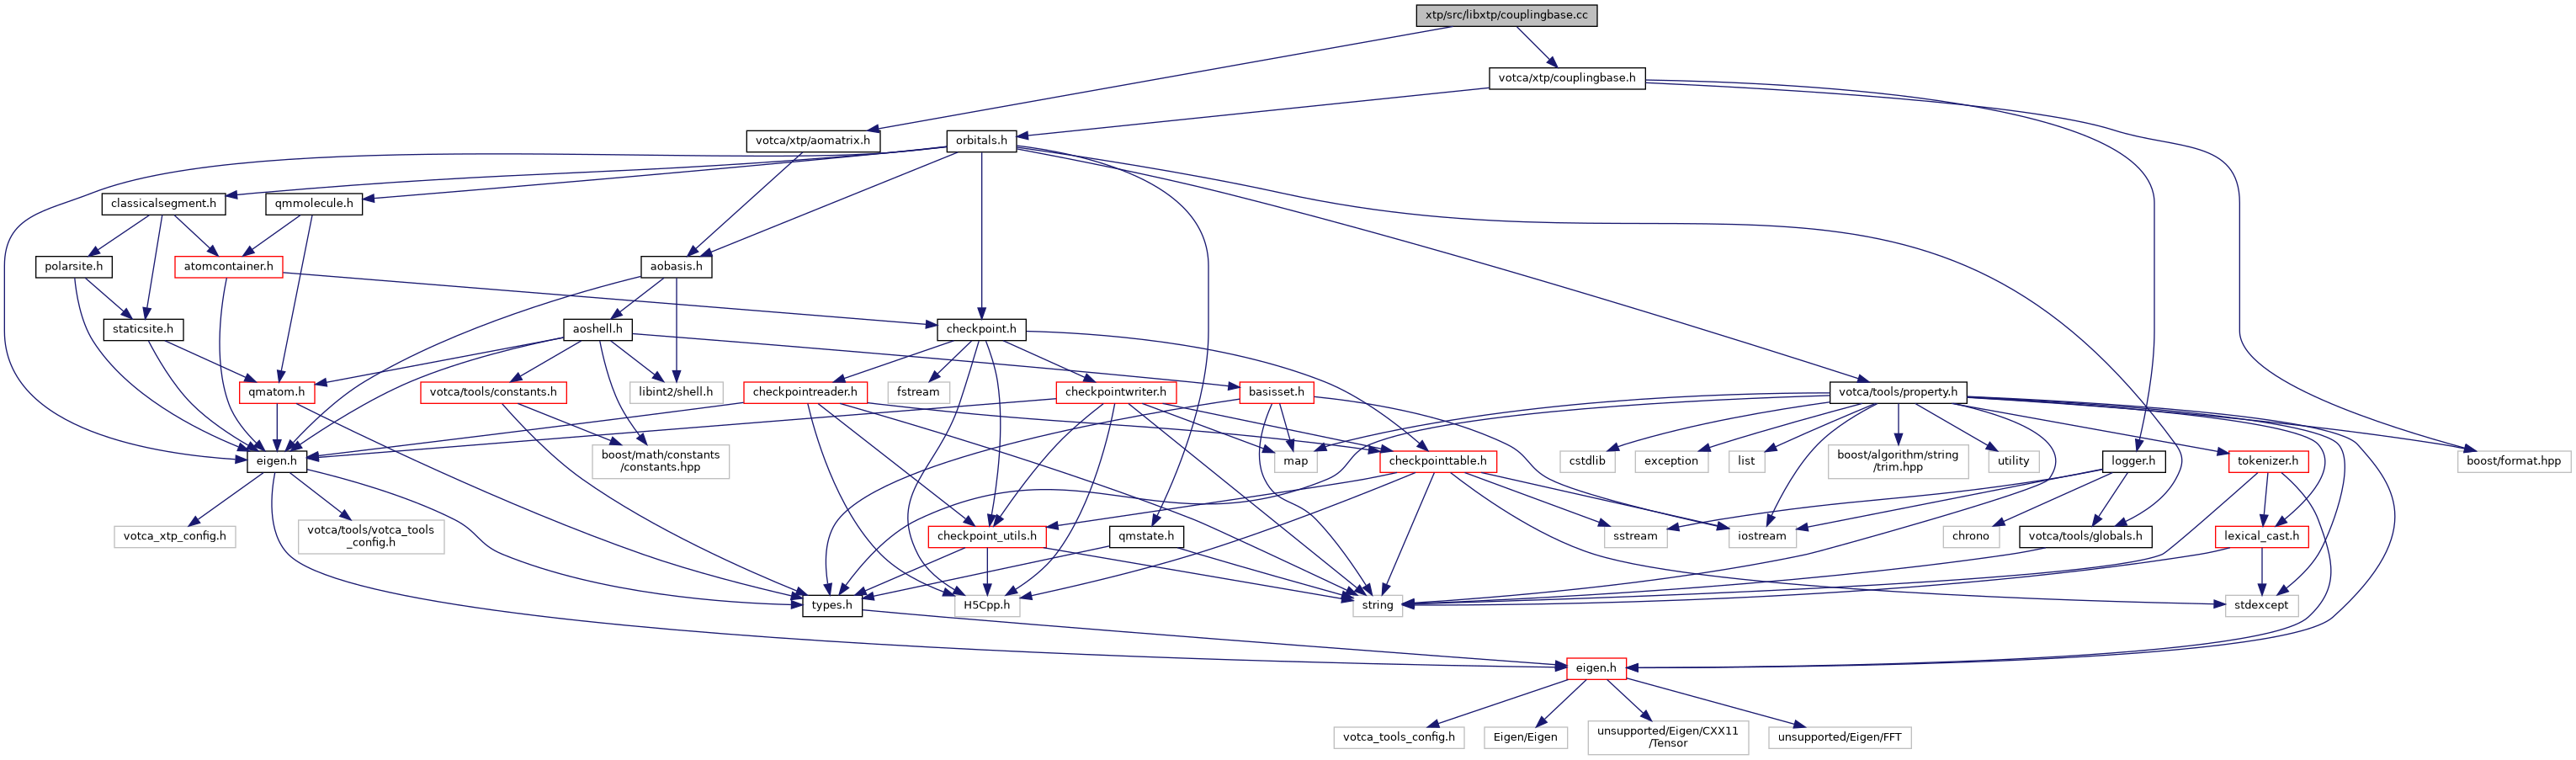 xtp/src/libxtp/couplingbase.cc
votca/xtp/couplingbase.h
votca/xtp/aomatrix.h
orbitals.h
classicalsegment.h
qmmolecule.h
polarsite.h
atomcontainer.h
aobasis.h
staticsite.h
aoshell.h
checkpoint.h
qmatom.h
votca/tools/constants.h
libint2/shell.h
checkpointreader.h
fstream
checkpointwriter.h
basisset.h
votca/tools/property.h
eigen.h
boost/math/constants
/constants.hpp
map
checkpointtable.h
cstdlib
exception
list
boost/algorithm/string
/trim.hpp
utility
logger.h
tokenizer.h
boost/format.hpp
votca_xtp_config.h
votca/tools/votca_tools
_config.h
checkpoint_utils.h
qmstate.h
sstream
iostream
chrono
votca/tools/globals.h
lexical_cast.h
types.h
H5Cpp.h
string
stdexcept
eigen.h
votca_tools_config.h
Eigen/Eigen
unsupported/Eigen/CXX11
/Tensor
unsupported/Eigen/FFT